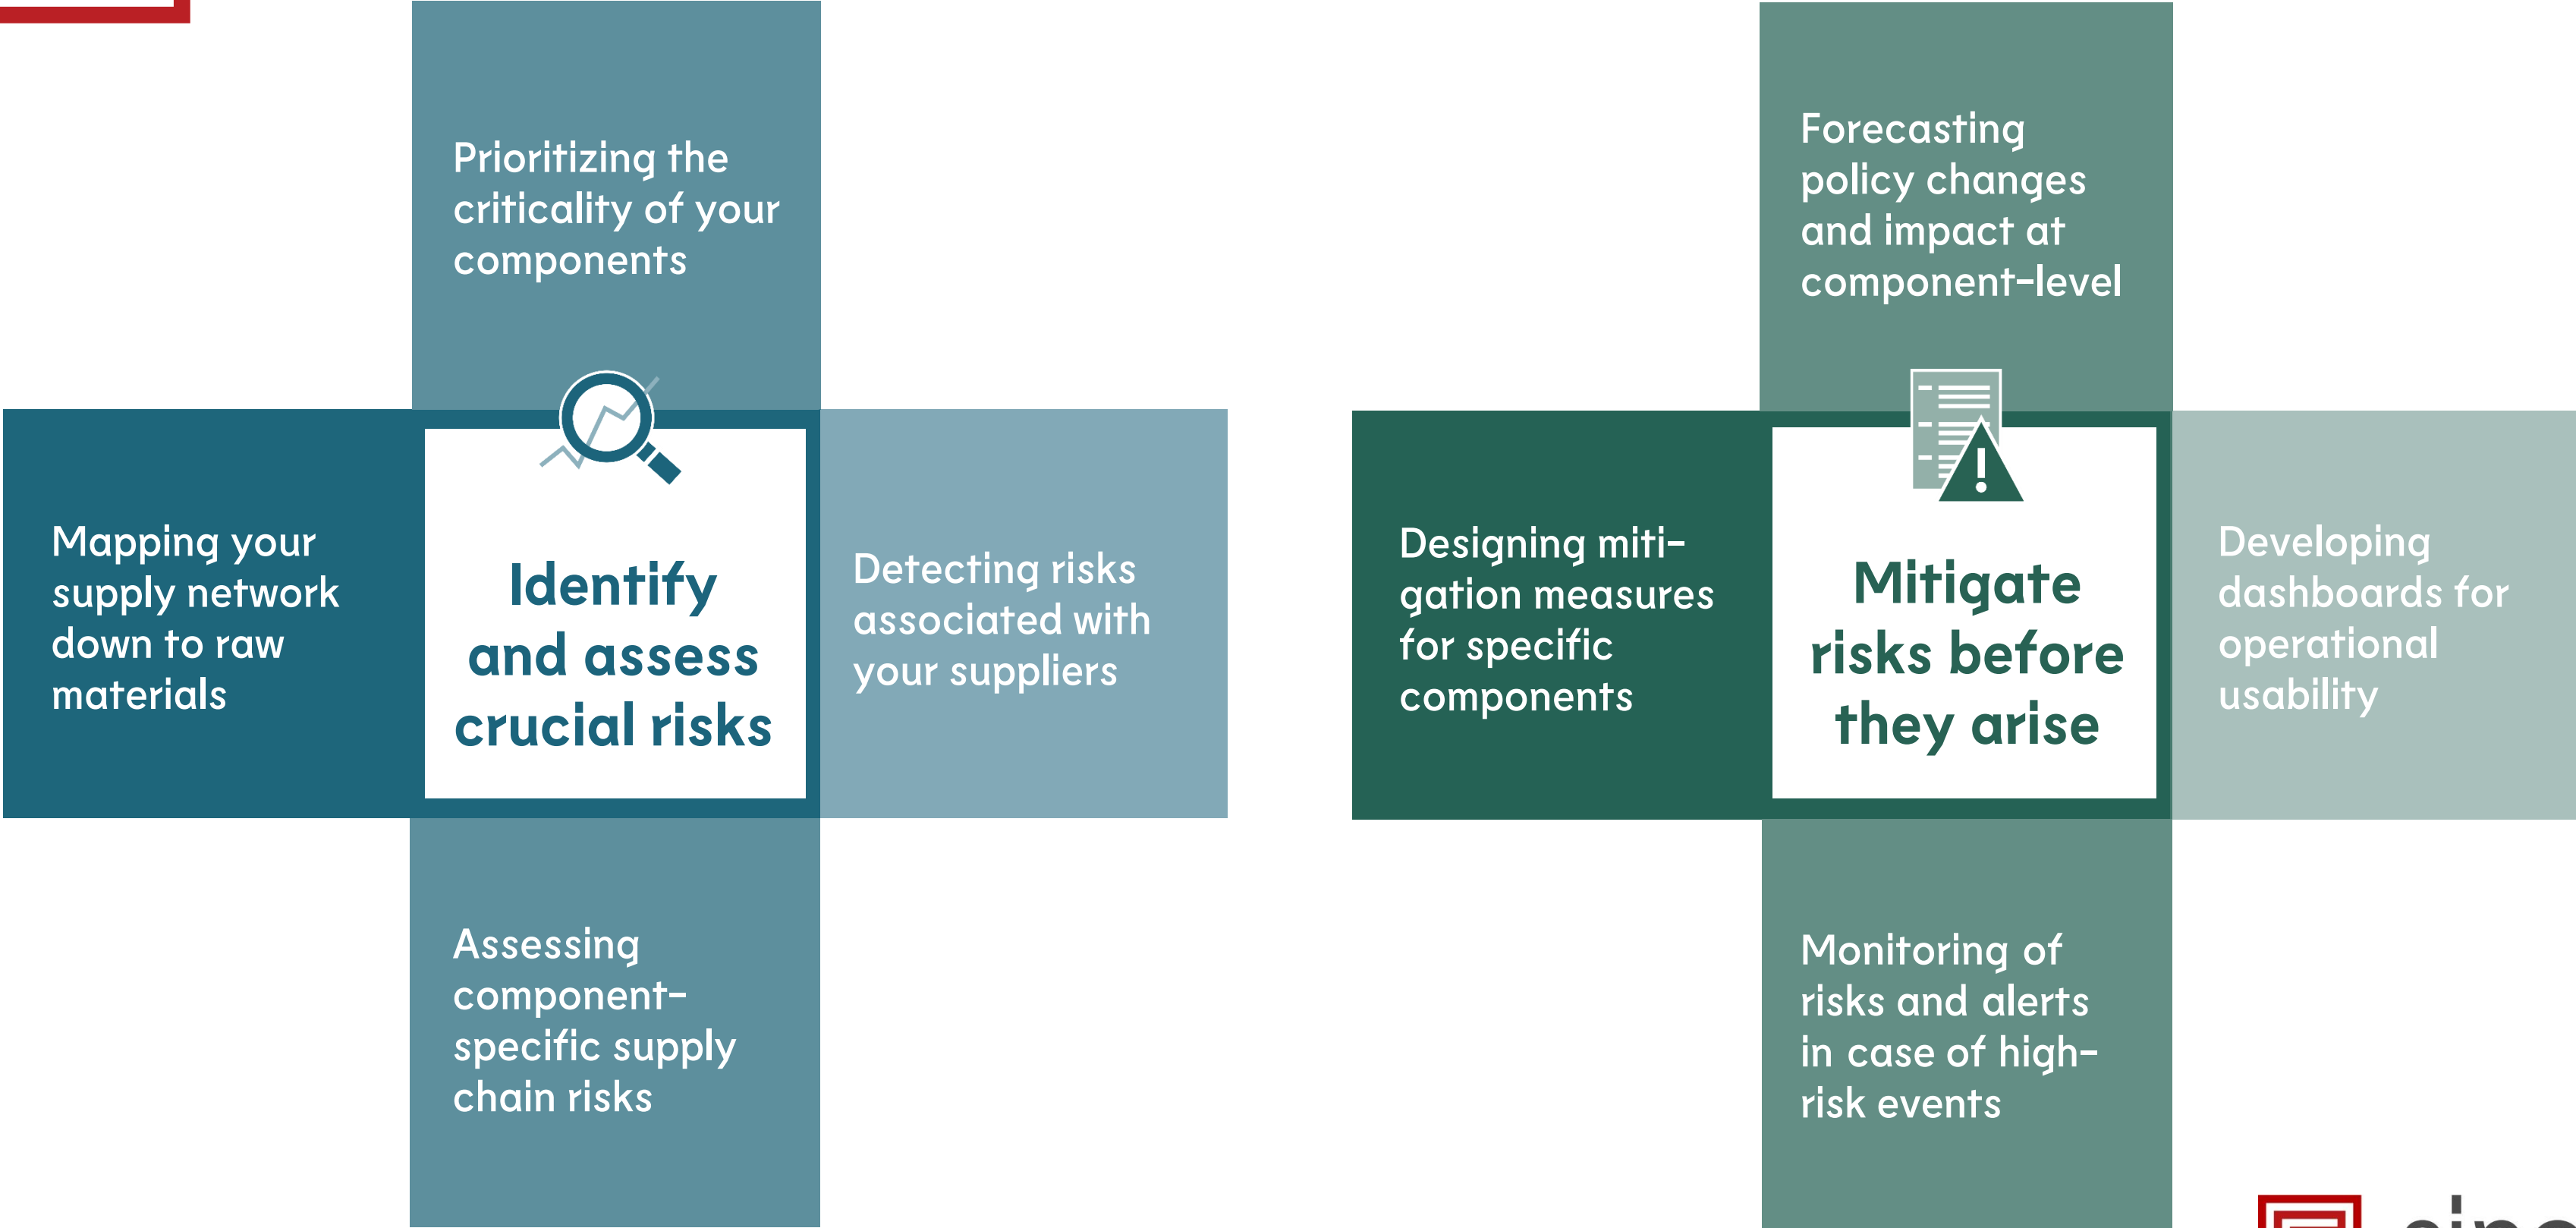 Prioritizing the
criticality of your
components
Mapping your
supply network
down to raw
materials
Identify
and assess
crucial risks
Detecting risks
associated with
your suppliers
Assessing
component-
specific supply
chain risks
Forecasting
policy changes
and impact at
component-level
Designing miti-
gation measures
for specific
components
Mitigate
risks before
they arise
Developing
dashboards for
operational
usability
Monitoring of
risks and alerts
in case of high-
risk events